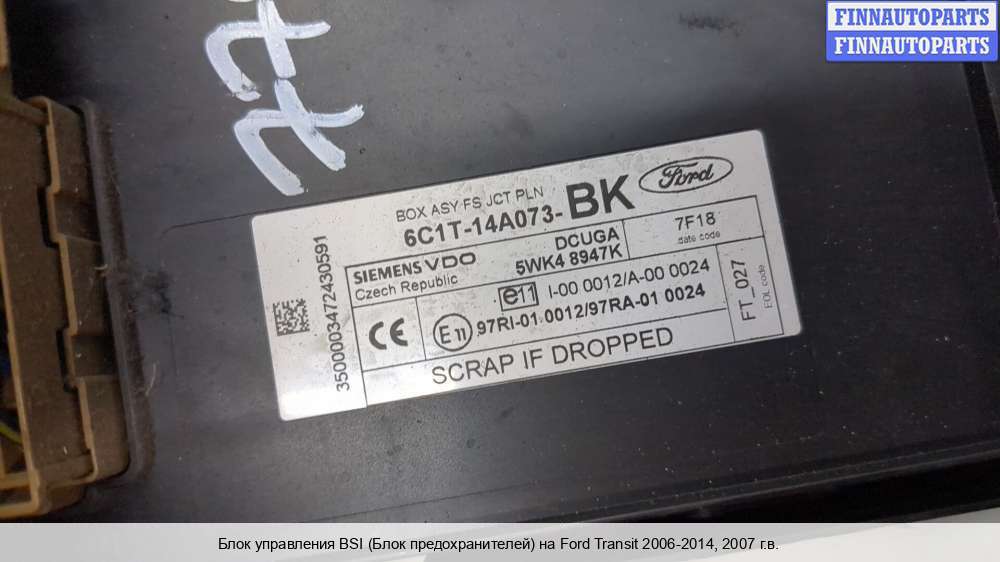 FINNAUTOPARTS
FINNAUTOPARTS
BOX ASY FS JCT PLN
6C1T-14A073-BK
Ford
SIEMENS VDO
Czech Republic
DCUGA
5WK4 8947K
7F18
date code
CE
e11 I-00 0012/A-00 0024
E11 97RI-01 0012/97RA-01 0024
FT_027
EOL code
SCRAP IF DROPPED
3500003472430591
Блок управления BSI (Блок предохранителей) на Ford Transit 2006-2014, 2007 г.в.